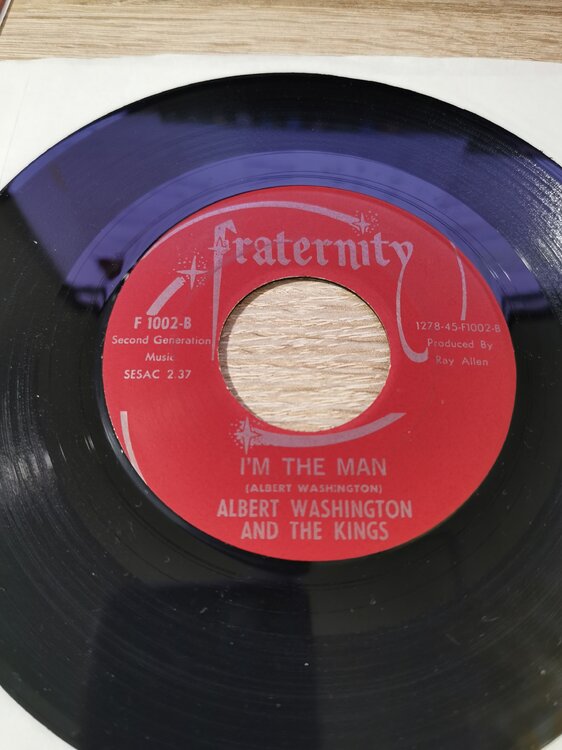 Fraternity
F 1002-B
Second Generation
Music
SESAC 2:37
1278-45-F1002-B
Produced By
Ray Allen
I'M THE MAN
(ALBERT WASHINGTON)
ALBERT WASHINGTON
AND THE KINGS